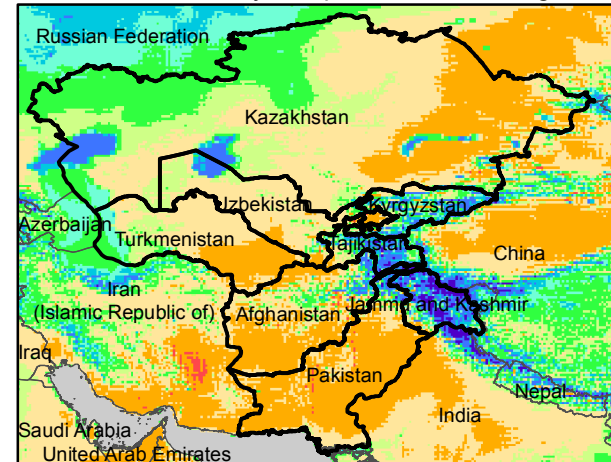 Russian Federation
Kazakhstan
Uzbekistan
Kyrgyzstan
Azerbaijan
Turkmenistan
Tajikistan
China
Iran
(Islamic Republic of)
Afghanistan
Jammu and Kashmir
Iraq
Pakistan
Nepal
India
Saudi Arabia
United Arab Emirates